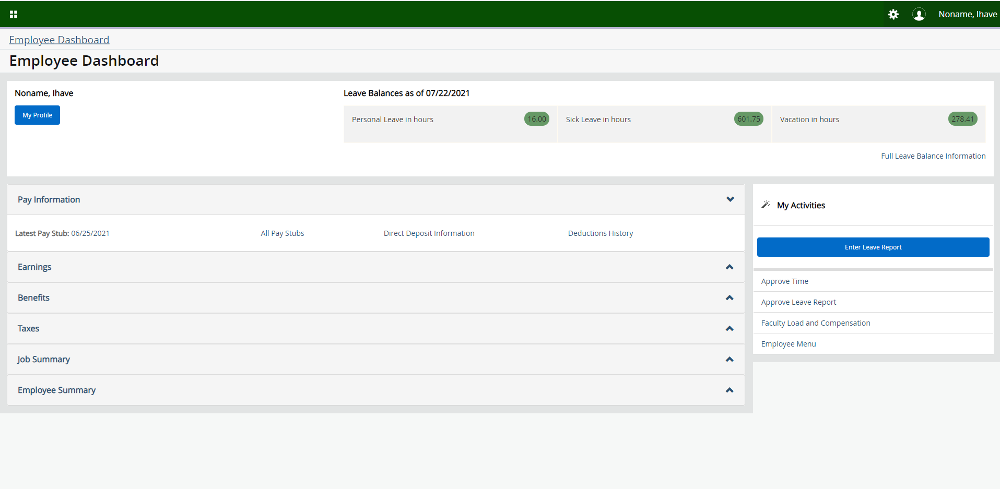 Noname, Ihave
Employee Dashboard
Employee Dashboard
Noname, Ihave
My Profile
Leave Balances as of 07/22/2021
Personal Leave in hours 16.00
Sick Leave in hours 601.75
Vacation in hours 278.41
Full Leave Balance Information
Pay Information
Latest Pay Stub: 06/25/2021 All Pay Stubs Direct Deposit Information Deductions History
Earnings
Benefits
Taxes
Job Summary
Employee Summary
My Activities
Enter Leave Report
Approve Time
Approve Leave Report
Faculty Load and Compensation
Employee Menu